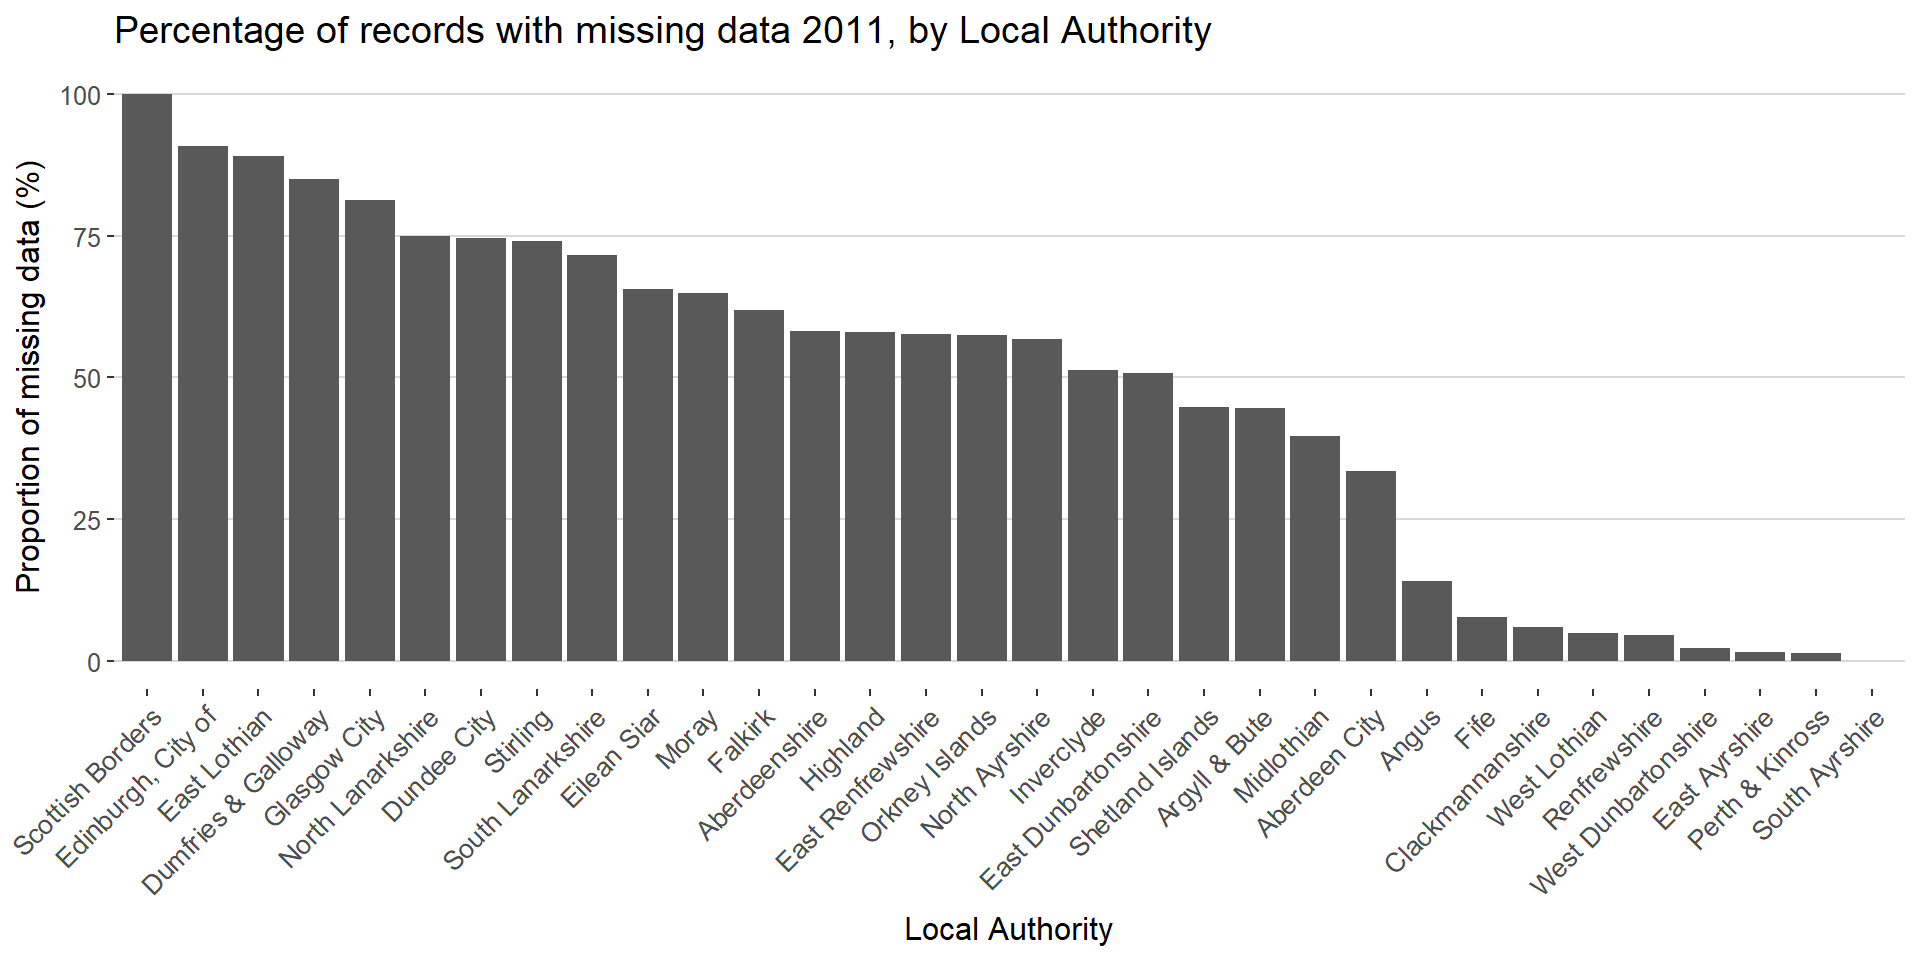 Percentage of records with missing data 2011, by Local Authority
Proportion of missing data (%)
100
75
50
25
0
Scottish Borders
Edinburgh, City of
East Lothian
Dumfries & Galloway
Glasgow City
North Lanarkshire
Dundee City
Stirling
South Lanarkshire
Eilean Siar
Moray
Falkirk
Aberdeenshire
Highland
East Renfrewshire
Orkney Islands
North Ayrshire
Inverclyde
East Dunbartonshire
Shetland Islands
Argyll & Bute
Midlothian
Aberdeen City
Angus
Fife
Clackmannanshire
West Lothian
Renfrewshire
West Dunbartonshire
East Ayrshire
Perth & Kinross
South Ayrshire
Local Authority